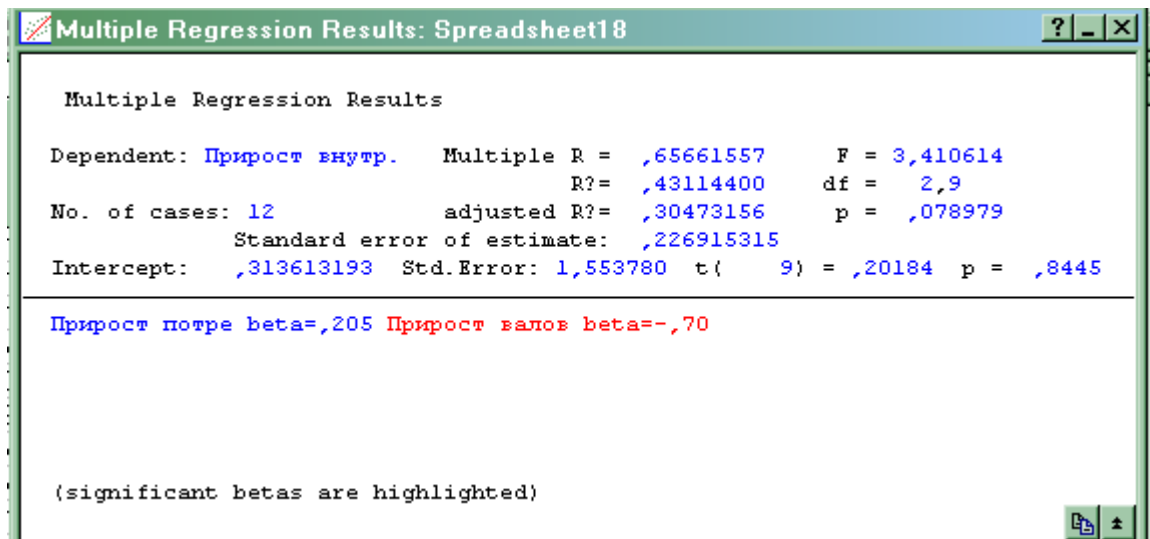 Multiple Regression Results: Spreadsheet18
Multiple Regression Results
Dependent: Прирост внутр. Multiple R = ,65661557 F = 3,410614
R?= ,43114400 df = 2,9
No. of cases: 12 adjusted R?= ,30473156 p = ,078979
Standard error of estimate: ,226915315
Intercept: ,313613193 Std.Error: 1,553780 t( 9) = ,20184 p = ,8445
Прирост потре beta=,205 Прирост валов beta=-,70
(significant betas are highlighted)